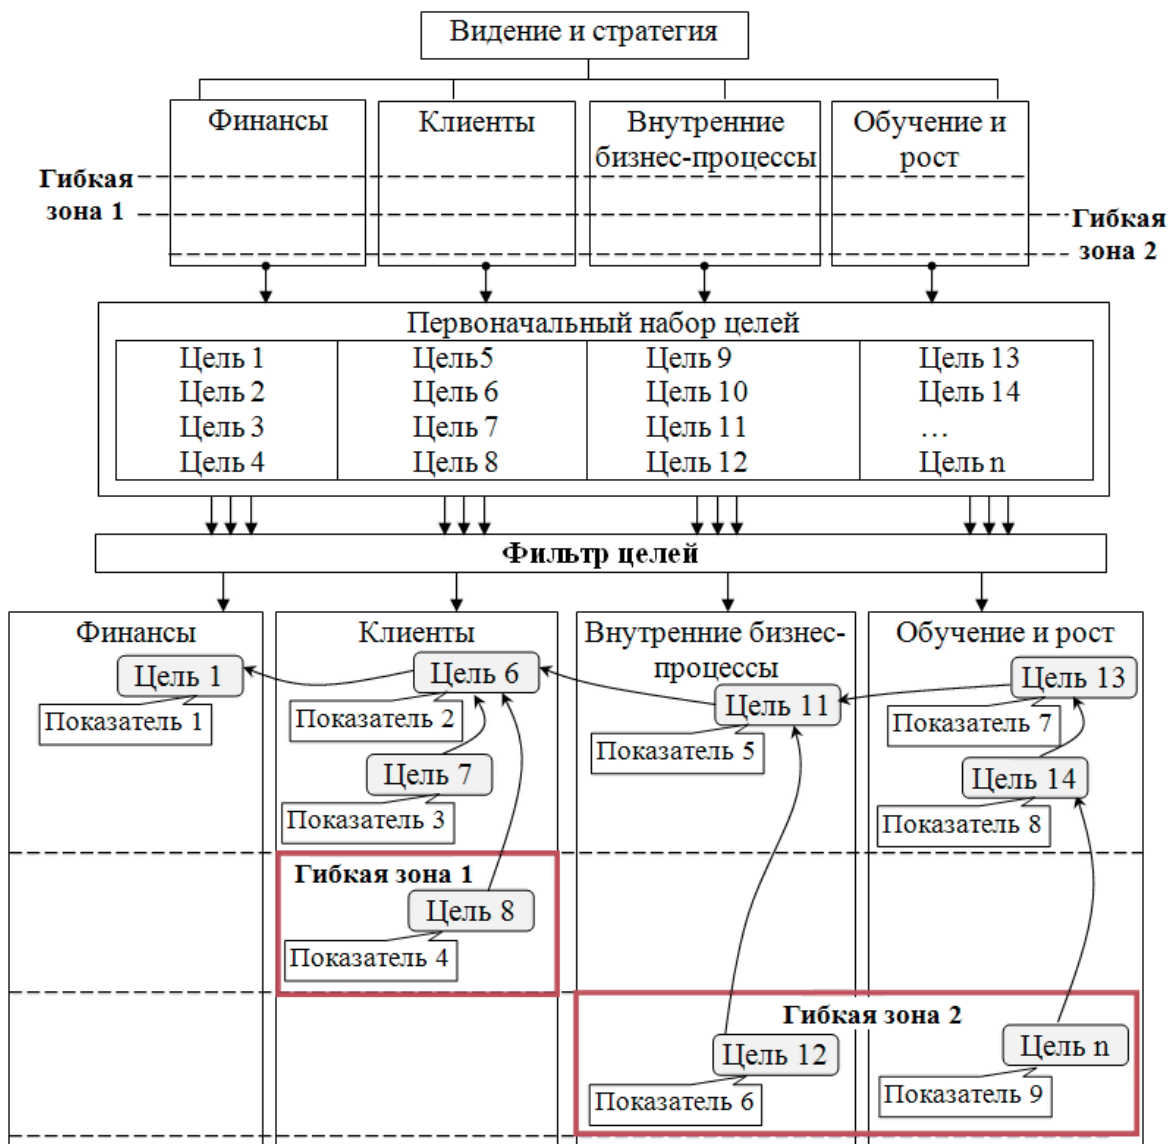 Видение и стратегия
Финансы
Клиенты
Внутренние
бизнес-процессы
Обучение и
рост
Гибкая
зона 1
Гибкая
зона 2
Первоначальный набор целей
Цель 1
Цель 2
Цель 3
Цель 4
Цель5
Цель 6
Цель 7
Цель 8
Цель 9
Цель 10
Цель 11
Цель 12
Цель 13
Цель 14
...
Цель n
Фильтр целей
Финансы
Цель 1
Показатель 1
Клиенты
Цель 6
Показатель 2
Цель 7
Показатель 3
Гибкая зона 1
Цель 8
Показатель 4
Внутренние бизнес-
процессы
Цель 11
Показатель 5
Обучение и рост
Цель 13
Показатель 7
Цель 14
Показатель 8
Гибкая зона 2
Цель 12
Показатель 6
Цель n
Показатель 9